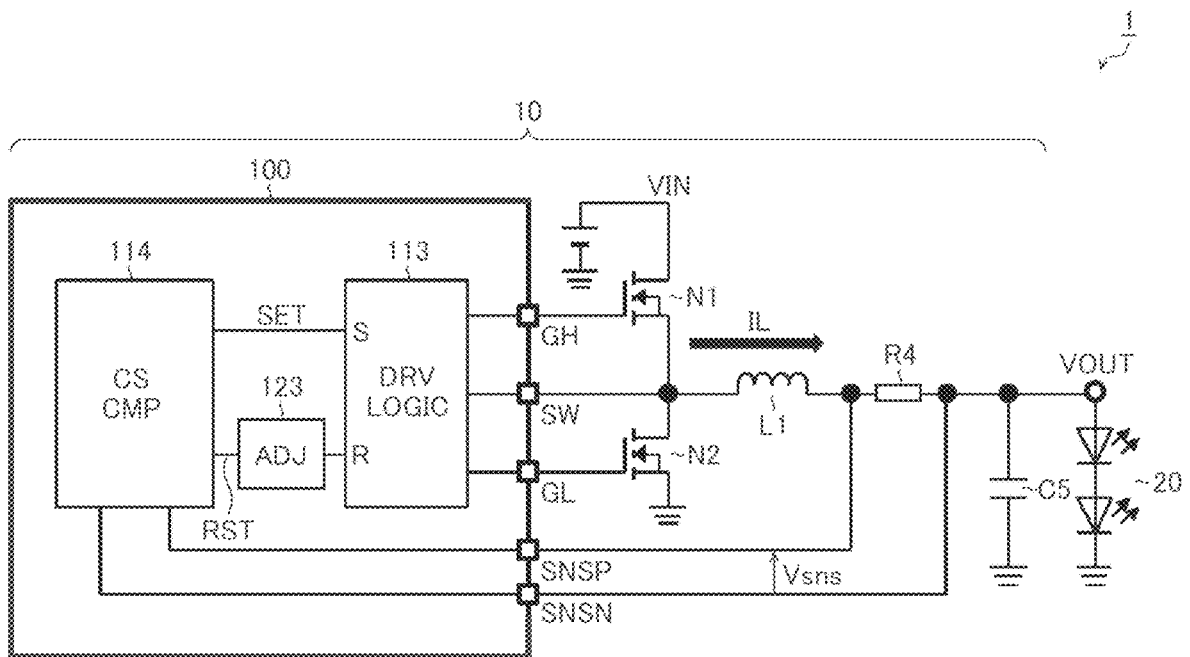 1
10
100
VIN
114
113
N1
SET
S
GH
IL
R4
VOUT
CS
CMP
123
DRV
LOGIC
SW
L1
ADJ
R
N2
GL
C5
20
RST
SNSP
Vsns
SNSN